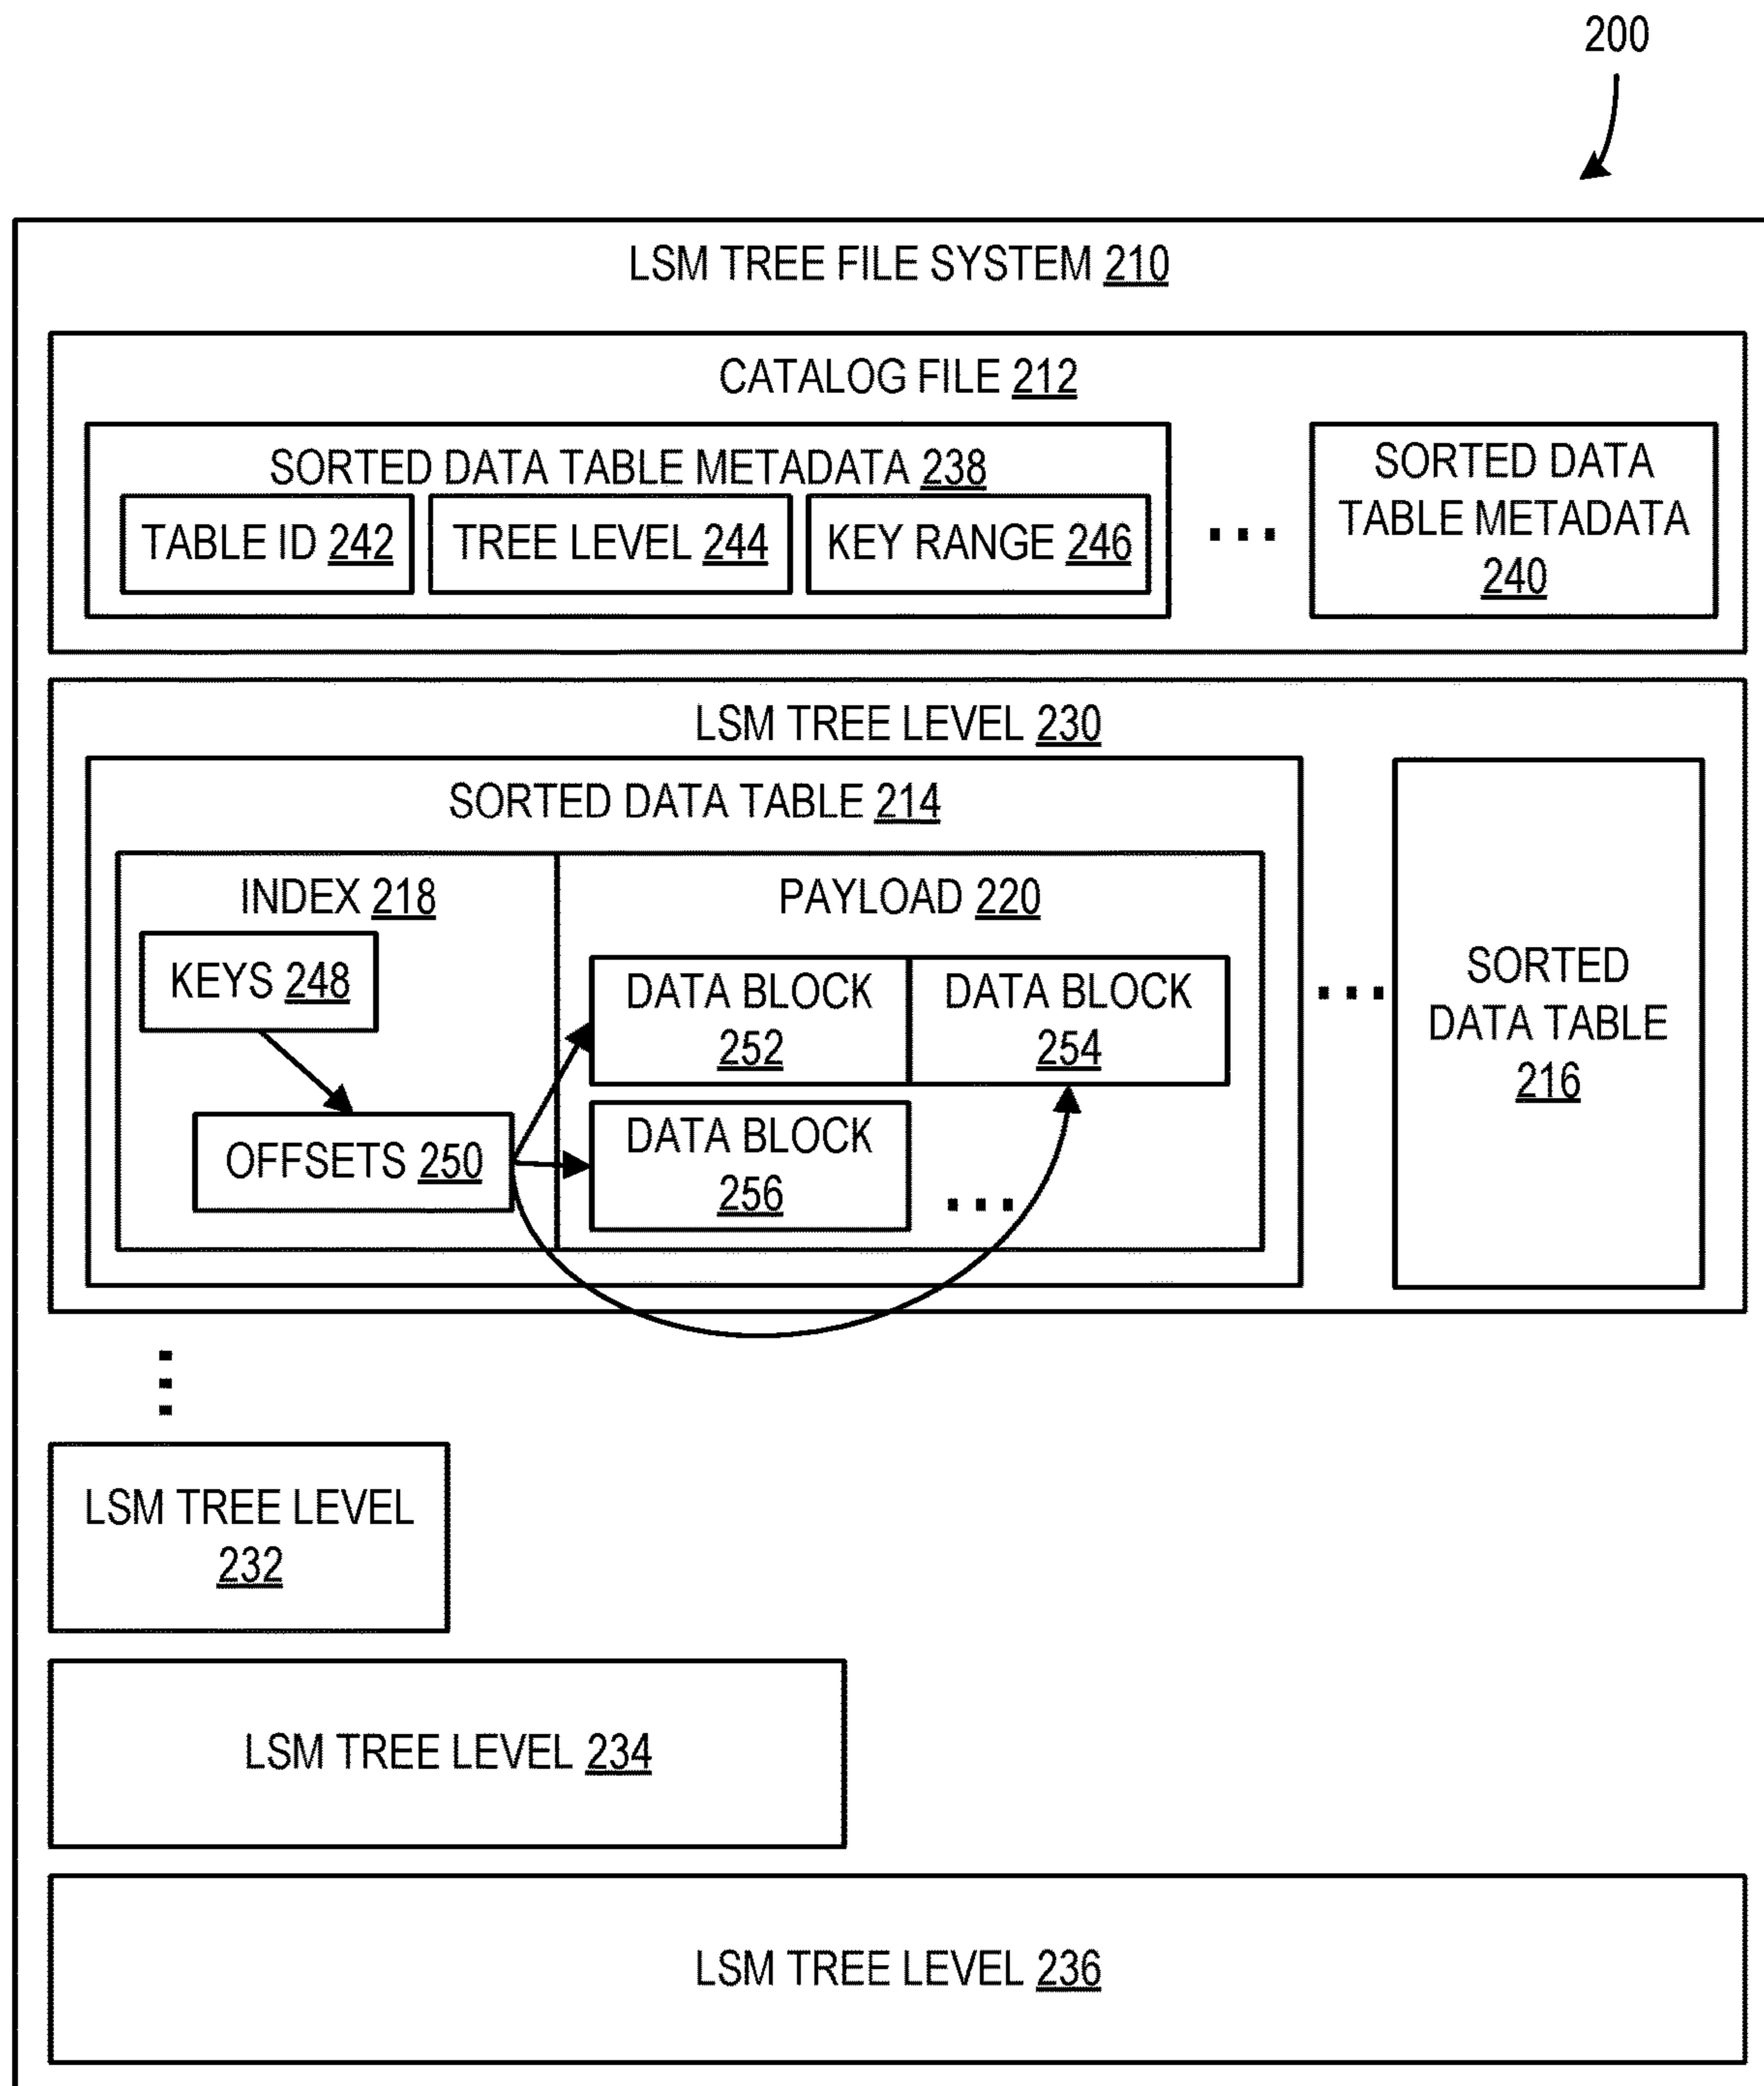 200
LSM TREE FILE SYSTEM 210
CATALOG FILE 212
SORTED DATA TABLE METADATA 238
TABLE ID 242
TREE LEVEL 244
KEY RANGE 246
...
SORTED DATA
TABLE METADATA
240
LSM TREE LEVEL 230
SORTED DATA TABLE 214
INDEX 218
KEYS 248
OFFSETS 250
PAYLOAD 220
DATA BLOCK
252
DATA BLOCK
254
DATA BLOCK
256
...
...
SORTED
DATA TABLE
216
...
LSM TREE LEVEL
232
LSM TREE LEVEL 234
LSM TREE LEVEL 236